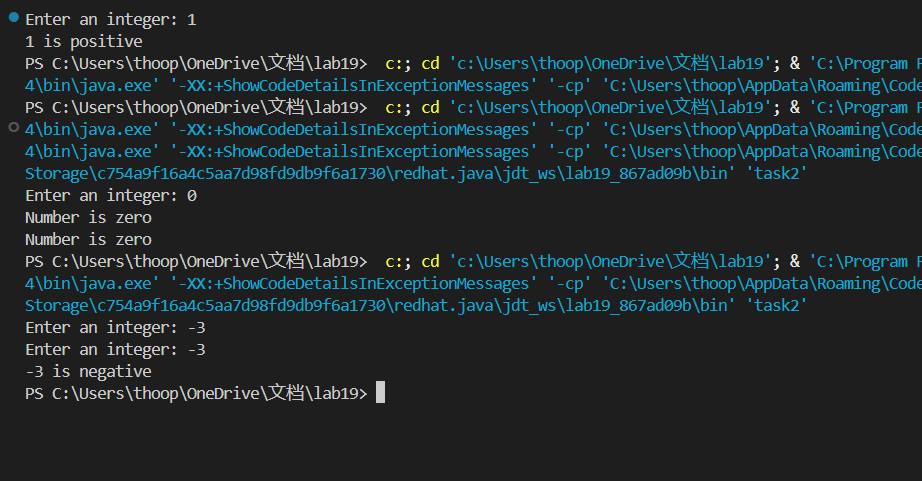 Enter an integer: 1
1 is positive
PS C:\Users\thoop\OneDrive\文档\lab19>  c:; cd 'c:\Users\thoop\OneDrive\文档\lab19'; & 'C:\Program F
4\bin\java.exe' '-XX:+ShowCodeDetailsInExceptionMessages' '-cp' 'C:\Users\thoop\AppData\Roaming\Code
PS C:\Users\thoop\OneDrive\文档\lab19>  c:; cd 'c:\Users\thoop\OneDrive\文档\lab19'; & 'C:\Program F
4\bin\java.exe' '-XX:+ShowCodeDetailsInExceptionMessages' '-cp' 'C:\Users\thoop\AppData\Roaming\Code
4\bin\java.exe' '-XX:+ShowCodeDetailsInExceptionMessages' '-cp' 'C:\Users\thoop\AppData\Roaming\Code
Storage\c754a9f16a4c5aa7d98fd9db9f6a1730\redhat.java\jdt_ws\lab19_867ad09b\bin' 'task2'
Enter an integer: 0
Number is zero
Number is zero
PS C:\Users\thoop\OneDrive\文档\lab19>  c:; cd 'c:\Users\thoop\OneDrive\文档\lab19'; & 'C:\Program F
4\bin\java.exe' '-XX:+ShowCodeDetailsInExceptionMessages' '-cp' 'C:\Users\thoop\AppData\Roaming\Code
Storage\c754a9f16a4c5aa7d98fd9db9f6a1730\redhat.java\jdt_ws\lab19_867ad09b\bin' 'task2'
Enter an integer: -3
Enter an integer: -3
-3 is negative
PS C:\Users\thoop\OneDrive\文档\lab19>